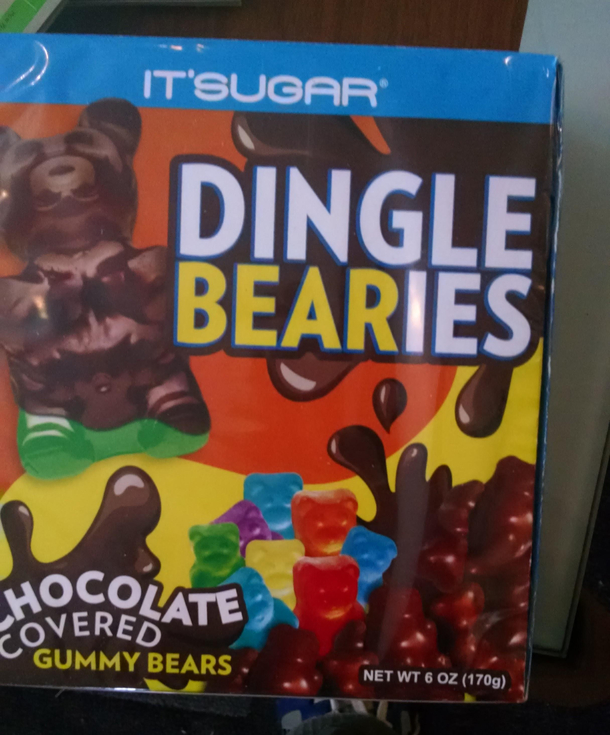 IT'SUGAR®
DINGLE
BEARIES
CHOCOLATE
COVERED
GUMMY BEARS
NET WT 6 OZ (170g)